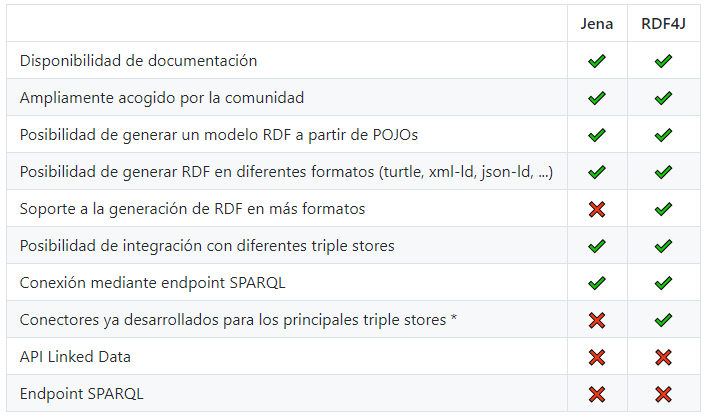 Jena RDF4J
Disponibilidad de documentación ✔ ✔
Ampliamente acogido por la comunidad ✔ ✔
Posibilidad de generar un modelo RDF a partir de POJOs ✔ ✔
Posibilidad de generar RDF en diferentes formatos (turtle, xml-ld, json-ld, ...) ✔ ✔
Soporte a la generación de RDF en más formatos ✖ ✔
Posibilidad de integración con diferentes triple stores ✔ ✔
Conexión mediante endpoint SPARQL ✔ ✔
Conectores ya desarrollados para los principales triple stores * ✖ ✔
API Linked Data ✖ ✖
Endpoint SPARQL ✖ ✖